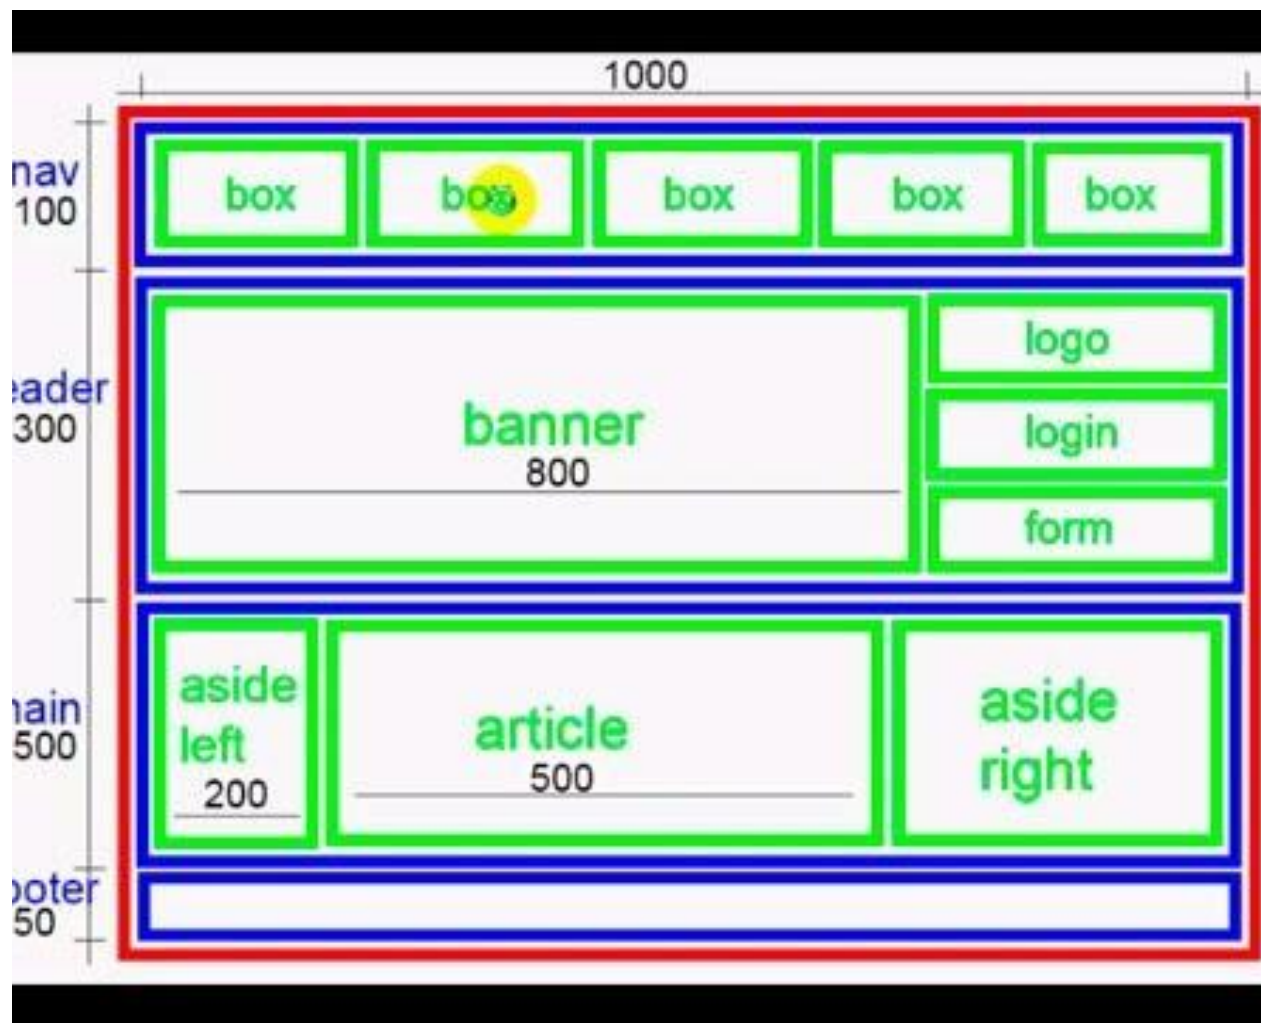 1000
nav
100
box
box
box
box
box
eader
300
banner
800
logo
login
form
ain
500
aside
left
200
article
500
aside
right
ooter
50